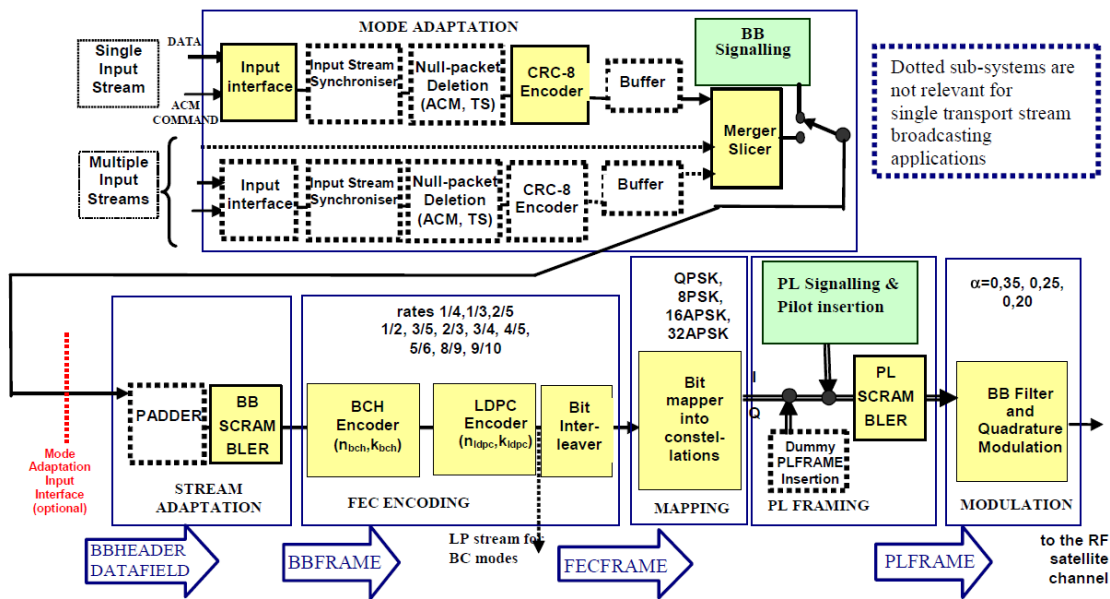 MODE ADAPTATION
BB
Signalling
Dotted sub-systems are
not relevant for
single transport stream
broadcasting
applications
Single
Input
Stream
DATA
ACM
COMMAND
Input
interface
Input Stream
Synchroniser
Null-packet
Deletion
(ACM, TS)
CRC-8
Encoder
Buffer
Merger
Slicer
Multiple
Input
Streams
Input
interface
Input Stream
Synchroniser
Null-packet
Deletion
(ACM, TS)
CRC-8
Encoder
Buffer
Mode
Adaptation
Input
Interface
(optional)
PADDER
BB
SCRAM
BLER
STREAM
ADAPTATION
rates 1/4,1/3,2/5
1/2, 3/5, 2/3, 3/4, 4/5,
5/6, 8/9, 9/10
BCH
Encoder
(nbch,kbch)
LDPC
Encoder
(nldpc,kldpc)
Bit
Inter-
leaver
FEC ENCODING
QPSK,
8PSK,
16APSK,
32APSK
Bit
mapper
into
constel-
lations
MAPPING
I
Q
PL Signalling &
Pilot insertion
PL
SCRAM
BLER
Dummy
PLFRAME
Insertion
PL FRAMING
α=0,35, 0,25,
0,20
BB Filter
and
Quadrature
Modulation
MODULATION
BBHEADER
DATAFIELD
BBFRAME
LP stream for
BC modes
FECFRAME
PLFRAME
to the RF
satellite
channel